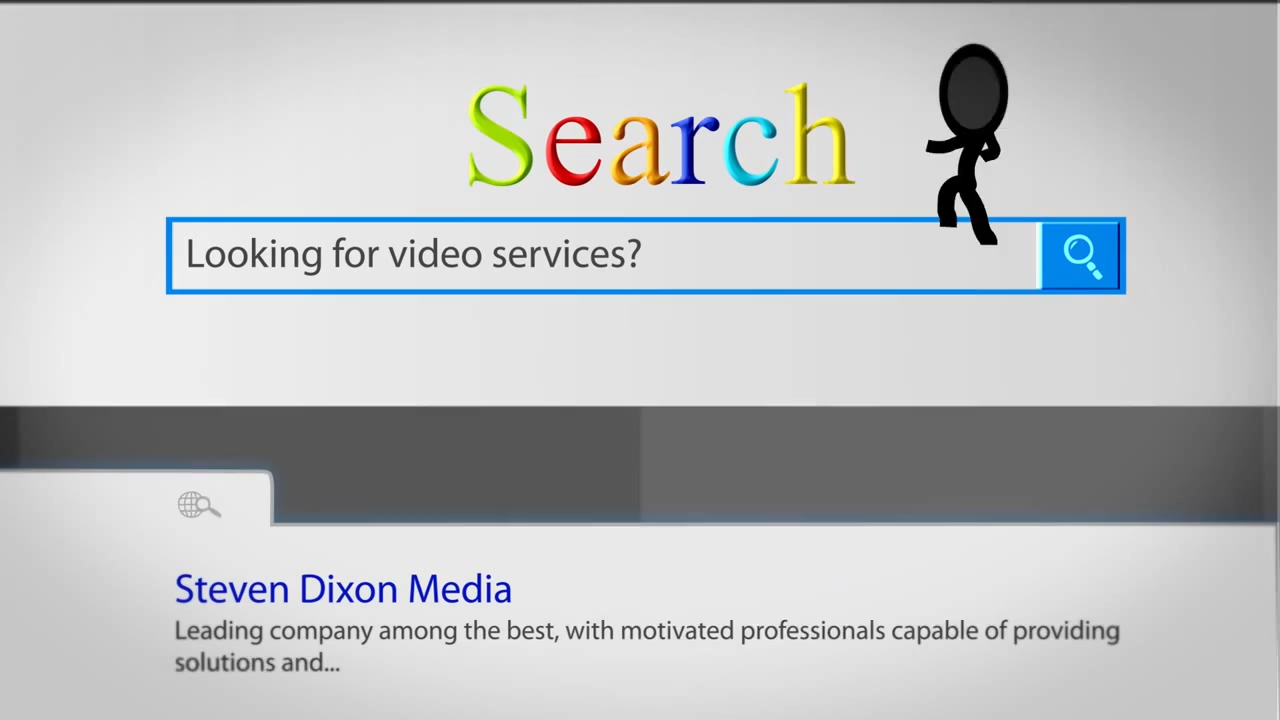 Search
Looking for video services?
Steven Dixon Media
Leading company among the best, with motivated professionals capable of providing
solutions and...